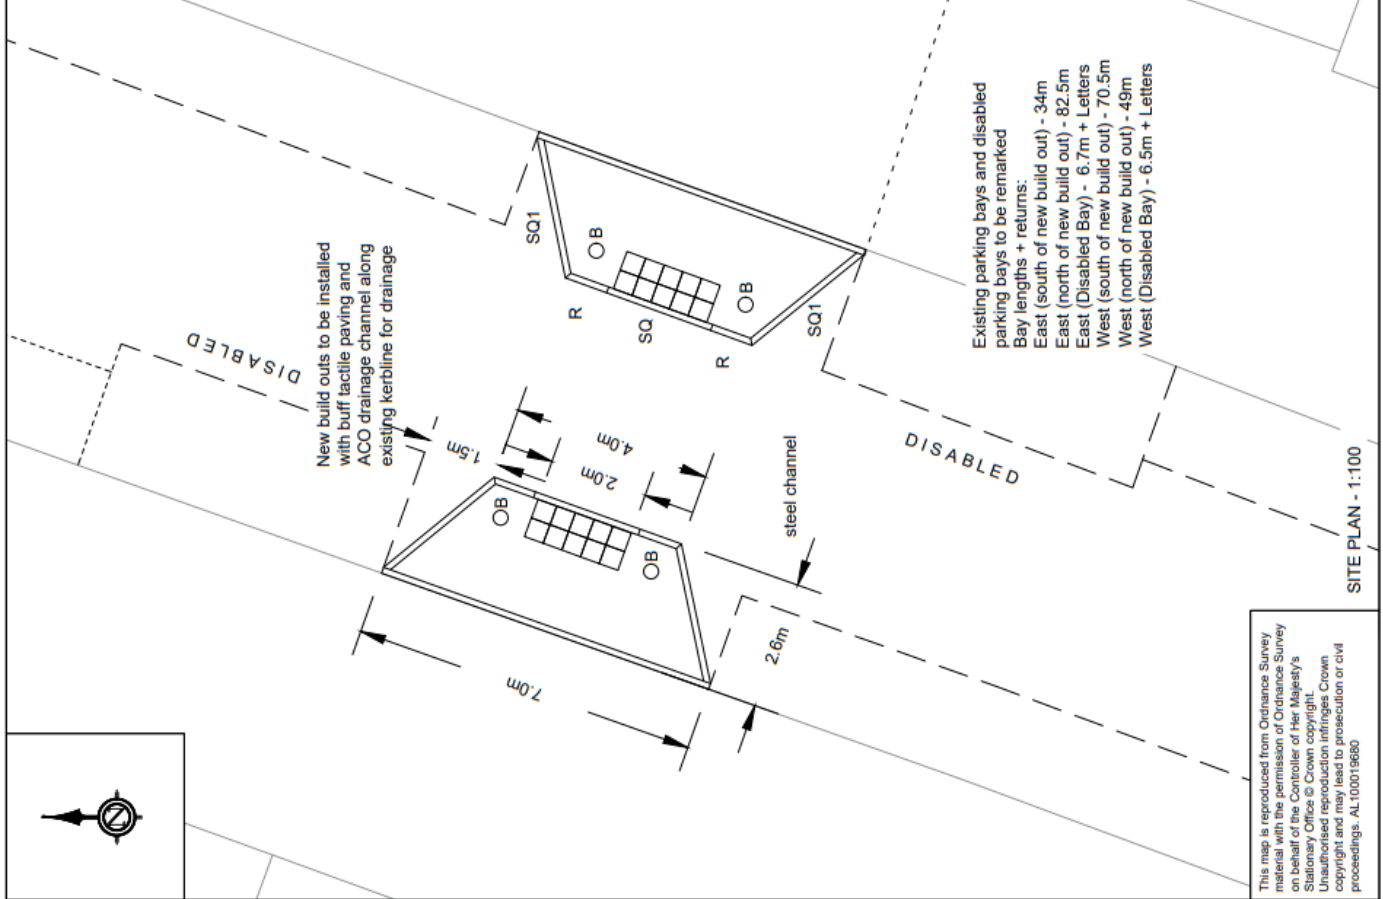 New build outs to be installed
with buff tactile paving and
ACO drainage channel along
existing kerbline for drainage
DISABLED
SQ1
B
R
SQ
B
R
SQ1
1.5m
4.0m
2.0m
B
B
steel channel
7.0m
2.6m
DISABLED
Existing parking bays and disabled
parking bays to be remarked
Bay lengths + returns:
East (south of new build out) - 34m
East (north of new build out) - 82.5m
East (Disabled Bay) - 6.7m + Letters
West (south of new build out) - 70.5m
West (north of new build out) - 49m
West (Disabled Bay) - 6.5m + Letters
N
SITE PLAN - 1:100
This map is reproduced from Ordnance Survey
material with the permission of Ordnance Survey
on behalf of the Controller of Her Majesty's
Stationary Office © Crown copyright.
Unauthorised reproduction infringes Crown
copyright and may lead to prosecution or civil
proceedings. AL100019680